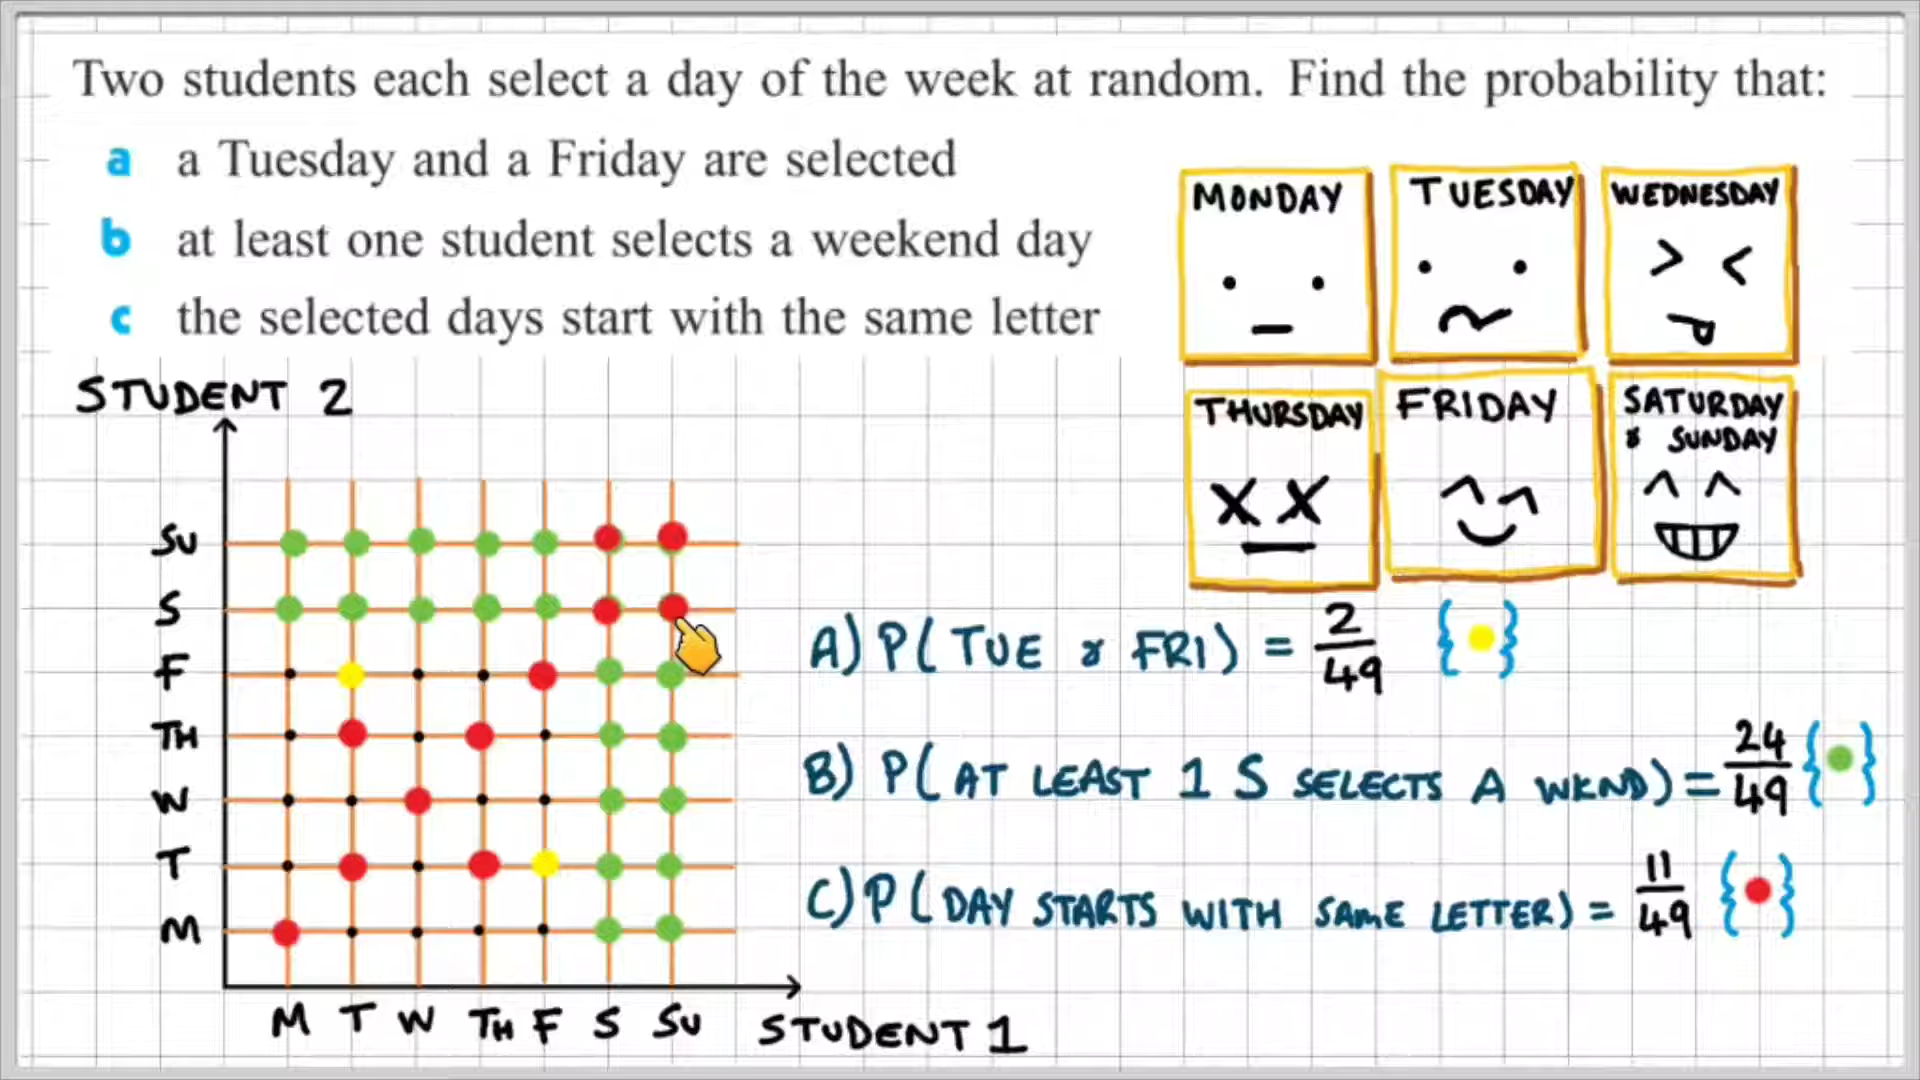 Two students each select a day of the week at random. Find the probability that:
a a Tuesday and a Friday are selected
b at least one student selects a weekend day
c the selected days start with the same letter
MONDAY
TUESDAY
WEDNESDAY
THURSDAY
FRIDAY
SATURDAY
& SUNDAY
STUDENT 2
SU
S
F
TH
W
T
M
M T W TH F S SU
STUDENT 1
A) P( TUE & FRI) = 2/49 { }
B) P( AT LEAST 1 S SELECTS A WKND) = 24/49 { }
C) P( DAY STARTS WITH SAME LETTER) = 11/49 { }